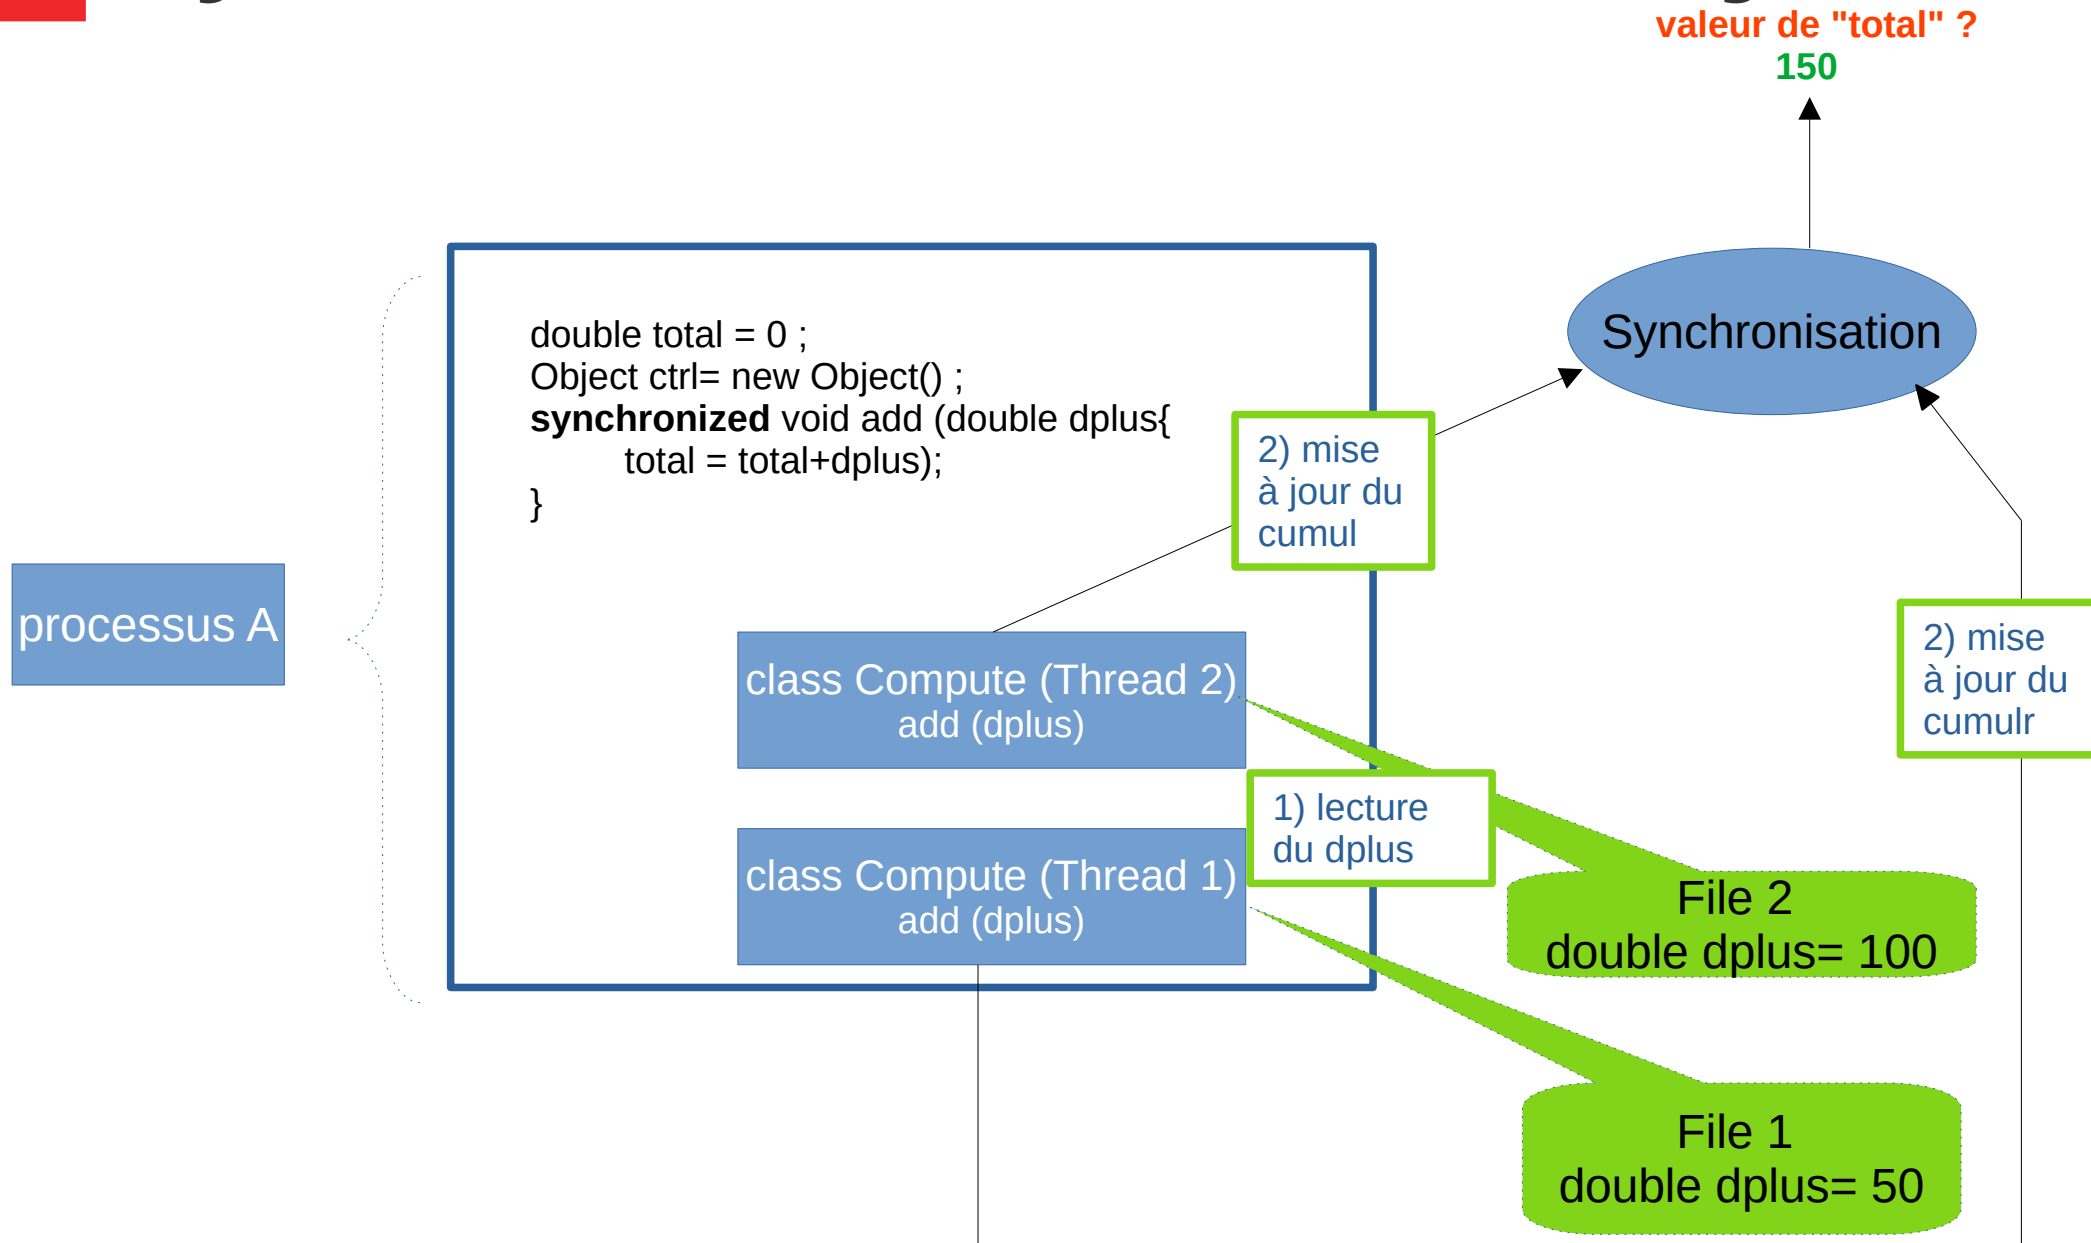 valeur de "total" ?
150
Synchronisation
double total = 0 ;
Object ctrl= new Object() ;
synchronized void add (double dplus{
total = total+dplus);
}
2) mise
à jour du
cumul
processus A
2) mise
à jour du
cumulr
class Compute (Thread 2)
add (dplus)
1) lecture
du dplus
class Compute (Thread 1)
add (dplus)
File 2
double dplus= 100
File 1
double dplus= 50